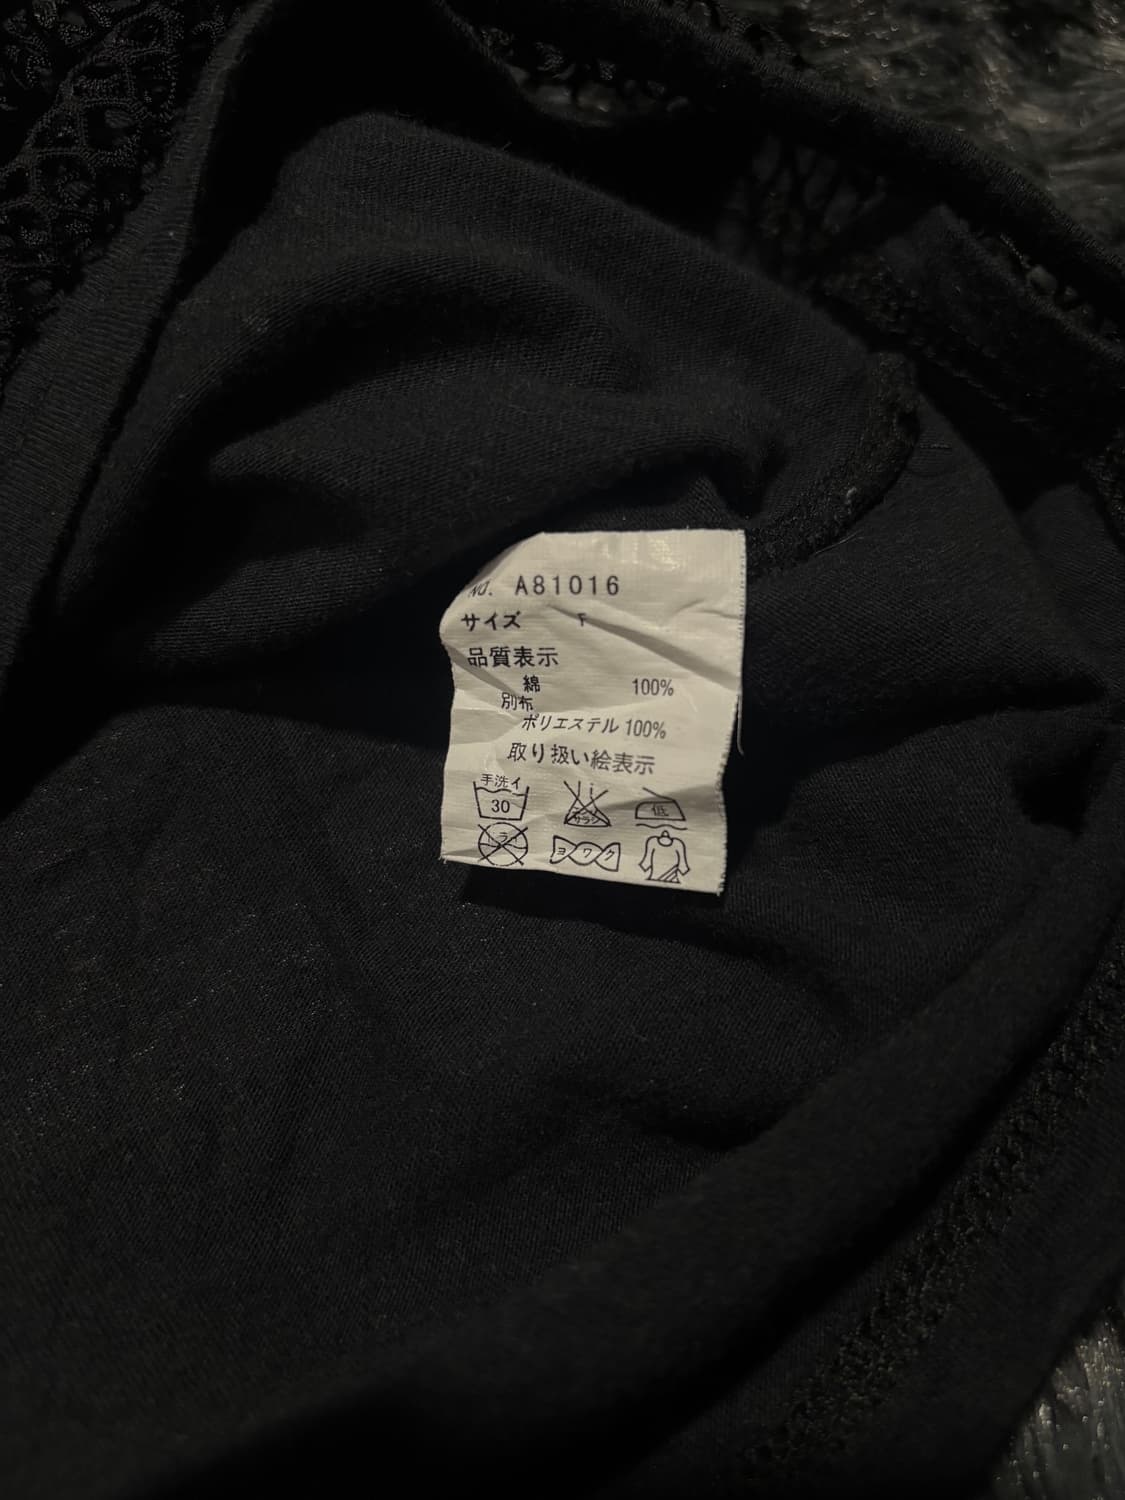 NO. A81016
サイズ F
品質表示
綿 100%
別布
ポリエステル 100%
取り扱い絵表示
手洗イ
30
低
ヨワク